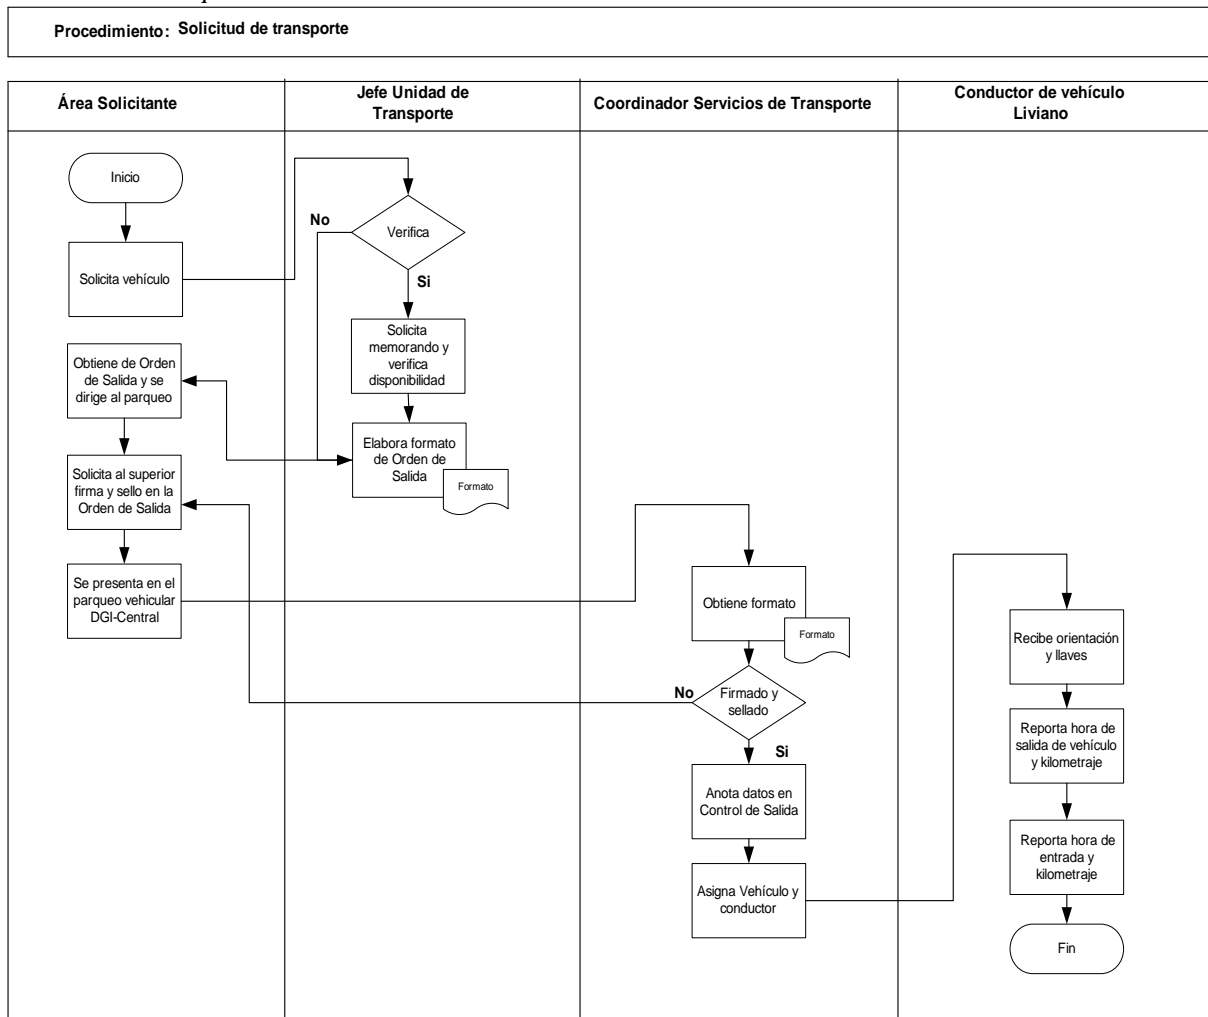 Procedimiento: Solicitud de transporte
Área Solicitante
Jefe Unidad de
Transporte
Coordinador Servicios de Transporte
Conductor de vehículo
Liviano
Inicio
Solicita vehículo
Obtiene de Orden
de Salida y se
dirige al parqueo
Solicita al superior
firma y sello en la
Orden de Salida
Se presenta en el
parqueo vehicular
DGI-Central
No
Verifica
Si
Solicita
memorando y
verifica
disponibilidad
Elabora formato
de Orden de
Salida
Formato
Obtiene formato
Formato
No
Firmado y
sellado
Si
Anota datos en
Control de Salida
Asigna Vehículo y
conductor
Recibe orientación
y llaves
Reporta hora de
salida de vehículo
y kilometraje
Reporta hora de
entrada y
kilometraje
Fin